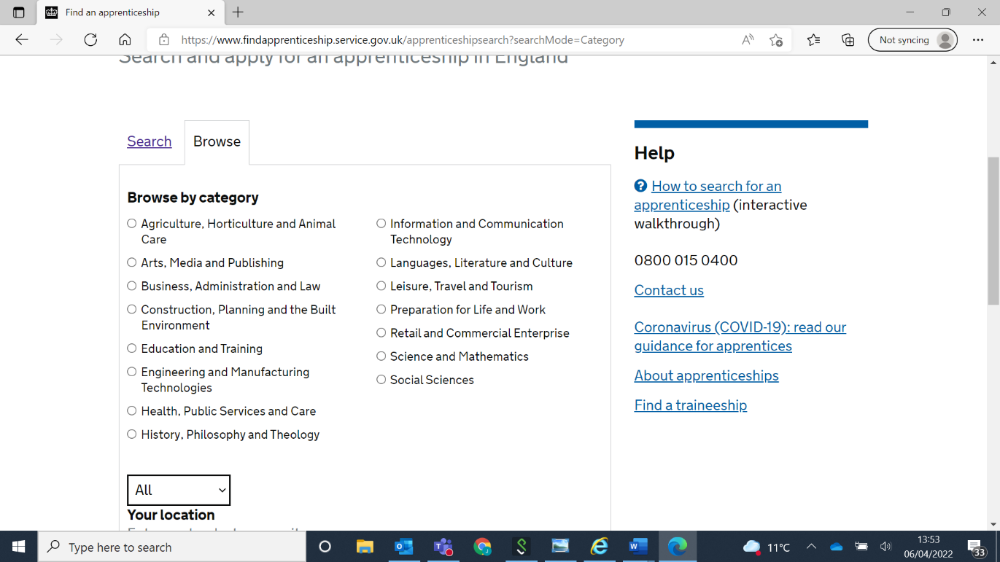 Find an apprenticeship
https://www.findapprenticeship.service.gov.uk/apprenticeshipsearch?searchMode=Category
Not syncing
Search and apply for an apprenticeship in England
Search
Browse
Browse by category
Agriculture, Horticulture and Animal
Care
Arts, Media and Publishing
Business, Administration and Law
Construction, Planning and the Built
Environment
Education and Training
Engineering and Manufacturing
Technologies
Health, Public Services and Care
History, Philosophy and Theology
Information and Communication
Technology
Languages, Literature and Culture
Leisure, Travel and Tourism
Preparation for Life and Work
Retail and Commercial Enterprise
Science and Mathematics
Social Sciences
All
Your location
Help
How to search for an
apprenticeship (interactive
walkthrough)
0800 015 0400
Contact us
Coronavirus (COVID-19): read our
guidance for apprentices
About apprenticeships
Find a traineeship
Type here to search
11°C
13:53
06/04/2022
33